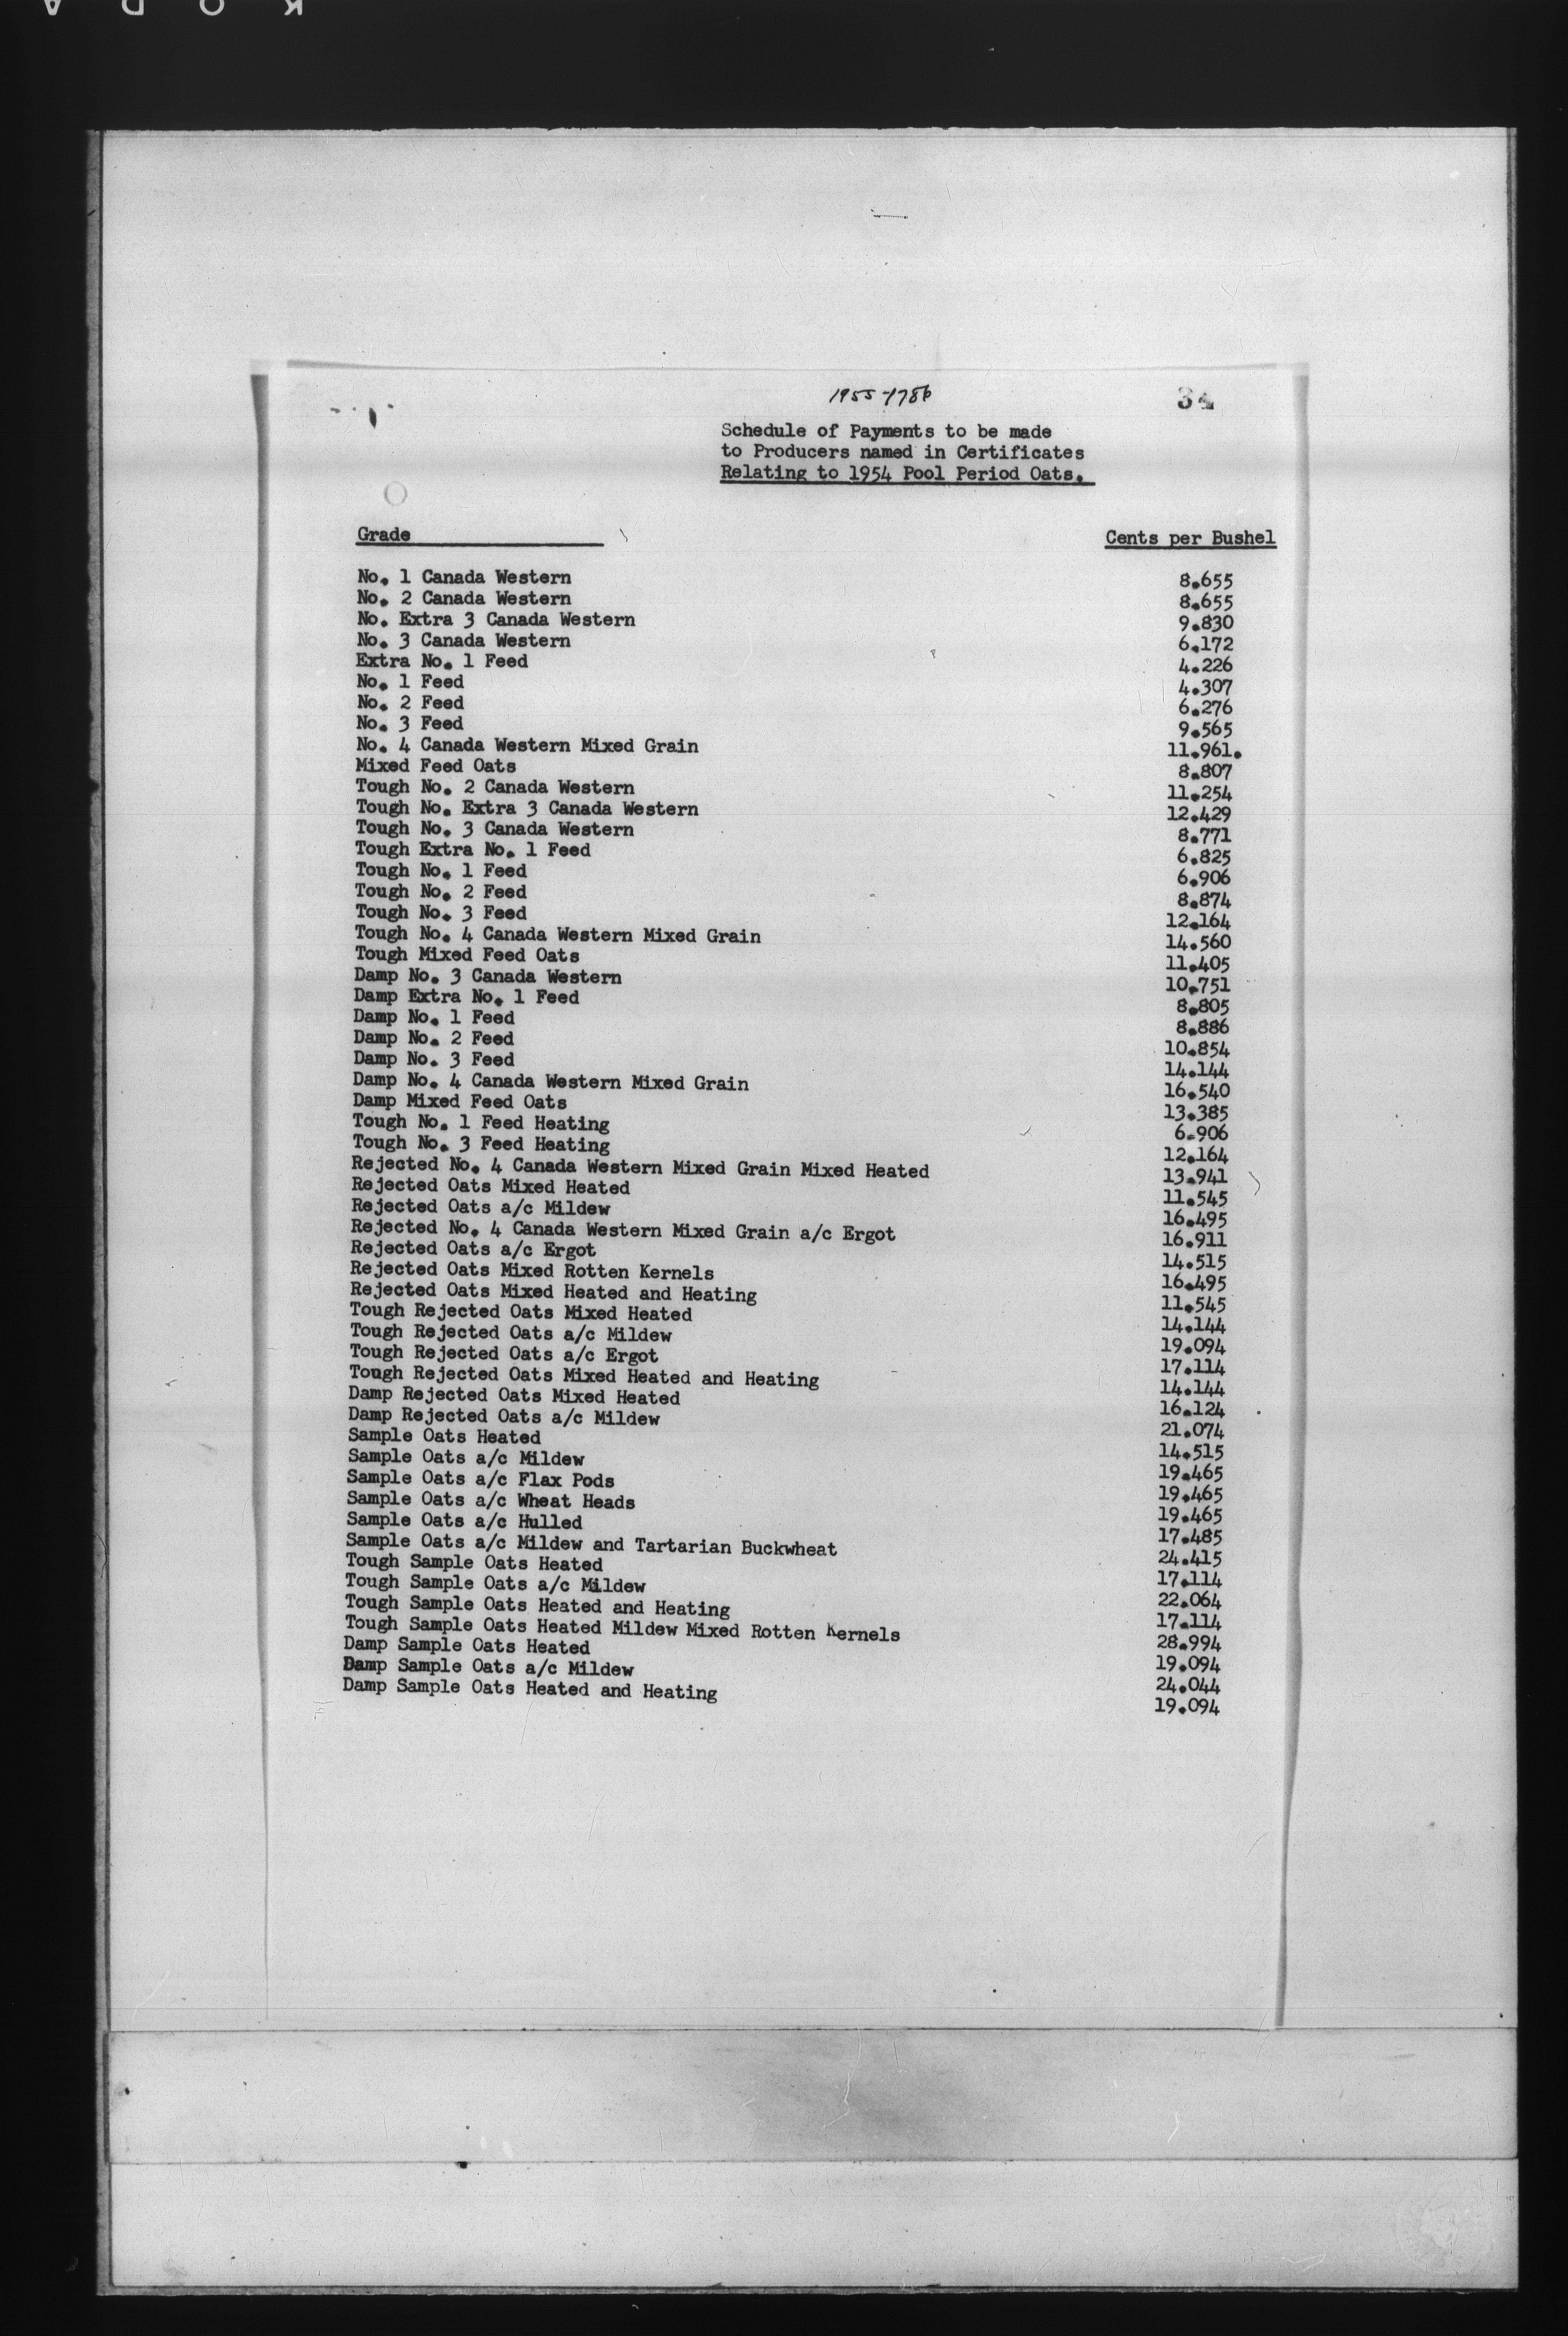 K O D A
1955-1786
34
Schedule of Payments to be made
to Producers named in Certificates
Relating to 1954 Pool Period Oats.
Grade Cents per Bushel
No. 1 Canada Western 8.655
No. 2 Canada Western 8.655
No. Extra 3 Canada Western 9.830
No. 3 Canada Western 6.172
Extra No. 1 Feed 4.226
No. 1 Feed 4.307
No. 2 Feed 6.276
No. 3 Feed 9.565
No. 4 Canada Western Mixed Grain 11.961.
Mixed Feed Oats 8.807
Tough No. 2 Canada Western 11.254
Tough No. Extra 3 Canada Western 12.429
Tough No. 3 Canada Western 8.771
Tough Extra No. 1 Feed 6.825
Tough No. 1 Feed 6.906
Tough No. 2 Feed 8.874
Tough No. 3 Feed 12.164
Tough No. 4 Canada Western Mixed Grain 14.560
Tough Mixed Feed Oats 11.405
Damp No. 3 Canada Western 10.751
Damp Extra No. 1 Feed 8.805
Damp No. 1 Feed 8.886
Damp No. 2 Feed 10.854
Damp No. 3 Feed 14.144
Damp No. 4 Canada Western Mixed Grain 16.540
Damp Mixed Feed Oats 13.385
Tough No. 1 Feed Heating 6.906
Tough No. 3 Feed Heating 12.164
Rejected No. 4 Canada Western Mixed Grain Mixed Heated 13.941
Rejected Oats Mixed Heated 11.545
Rejected Oats a/c Mildew 16.495
Rejected No. 4 Canada Western Mixed Grain a/c Ergot 16.911
Rejected Oats a/c Ergot 14.515
Rejected Oats Mixed Rotten Kernels 16.495
Rejected Oats Mixed Heated and Heating 11.545
Tough Rejected Oats Mixed Heated 14.144
Tough Rejected Oats a/c Mildew 19.094
Tough Rejected Oats a/c Ergot 17.114
Tough Rejected Oats Mixed Heated and Heating 14.144
Damp Rejected Oats Mixed Heated 16.124
Damp Rejected Oats a/c Mildew 21.074
Sample Oats Heated 14.515
Sample Oats a/c Mildew 19.465
Sample Oats a/c Flax Pods 19.465
Sample Oats a/c Wheat Heads 19.465
Sample Oats a/c Hulled 17.485
Sample Oats a/c Mildew and Tartarian Buckwheat 24.415
Tough Sample Oats Heated 17.114
Tough Sample Oats a/c Mildew 22.064
Tough Sample Oats Heated and Heating 17.114
Tough Sample Oats Heated Mildew Mixed Rotten Kernels 28.994
Damp Sample Oats Heated 19.094
Damp Sample Oats a/c Mildew 24.044
Damp Sample Oats Heated and Heating 19.094